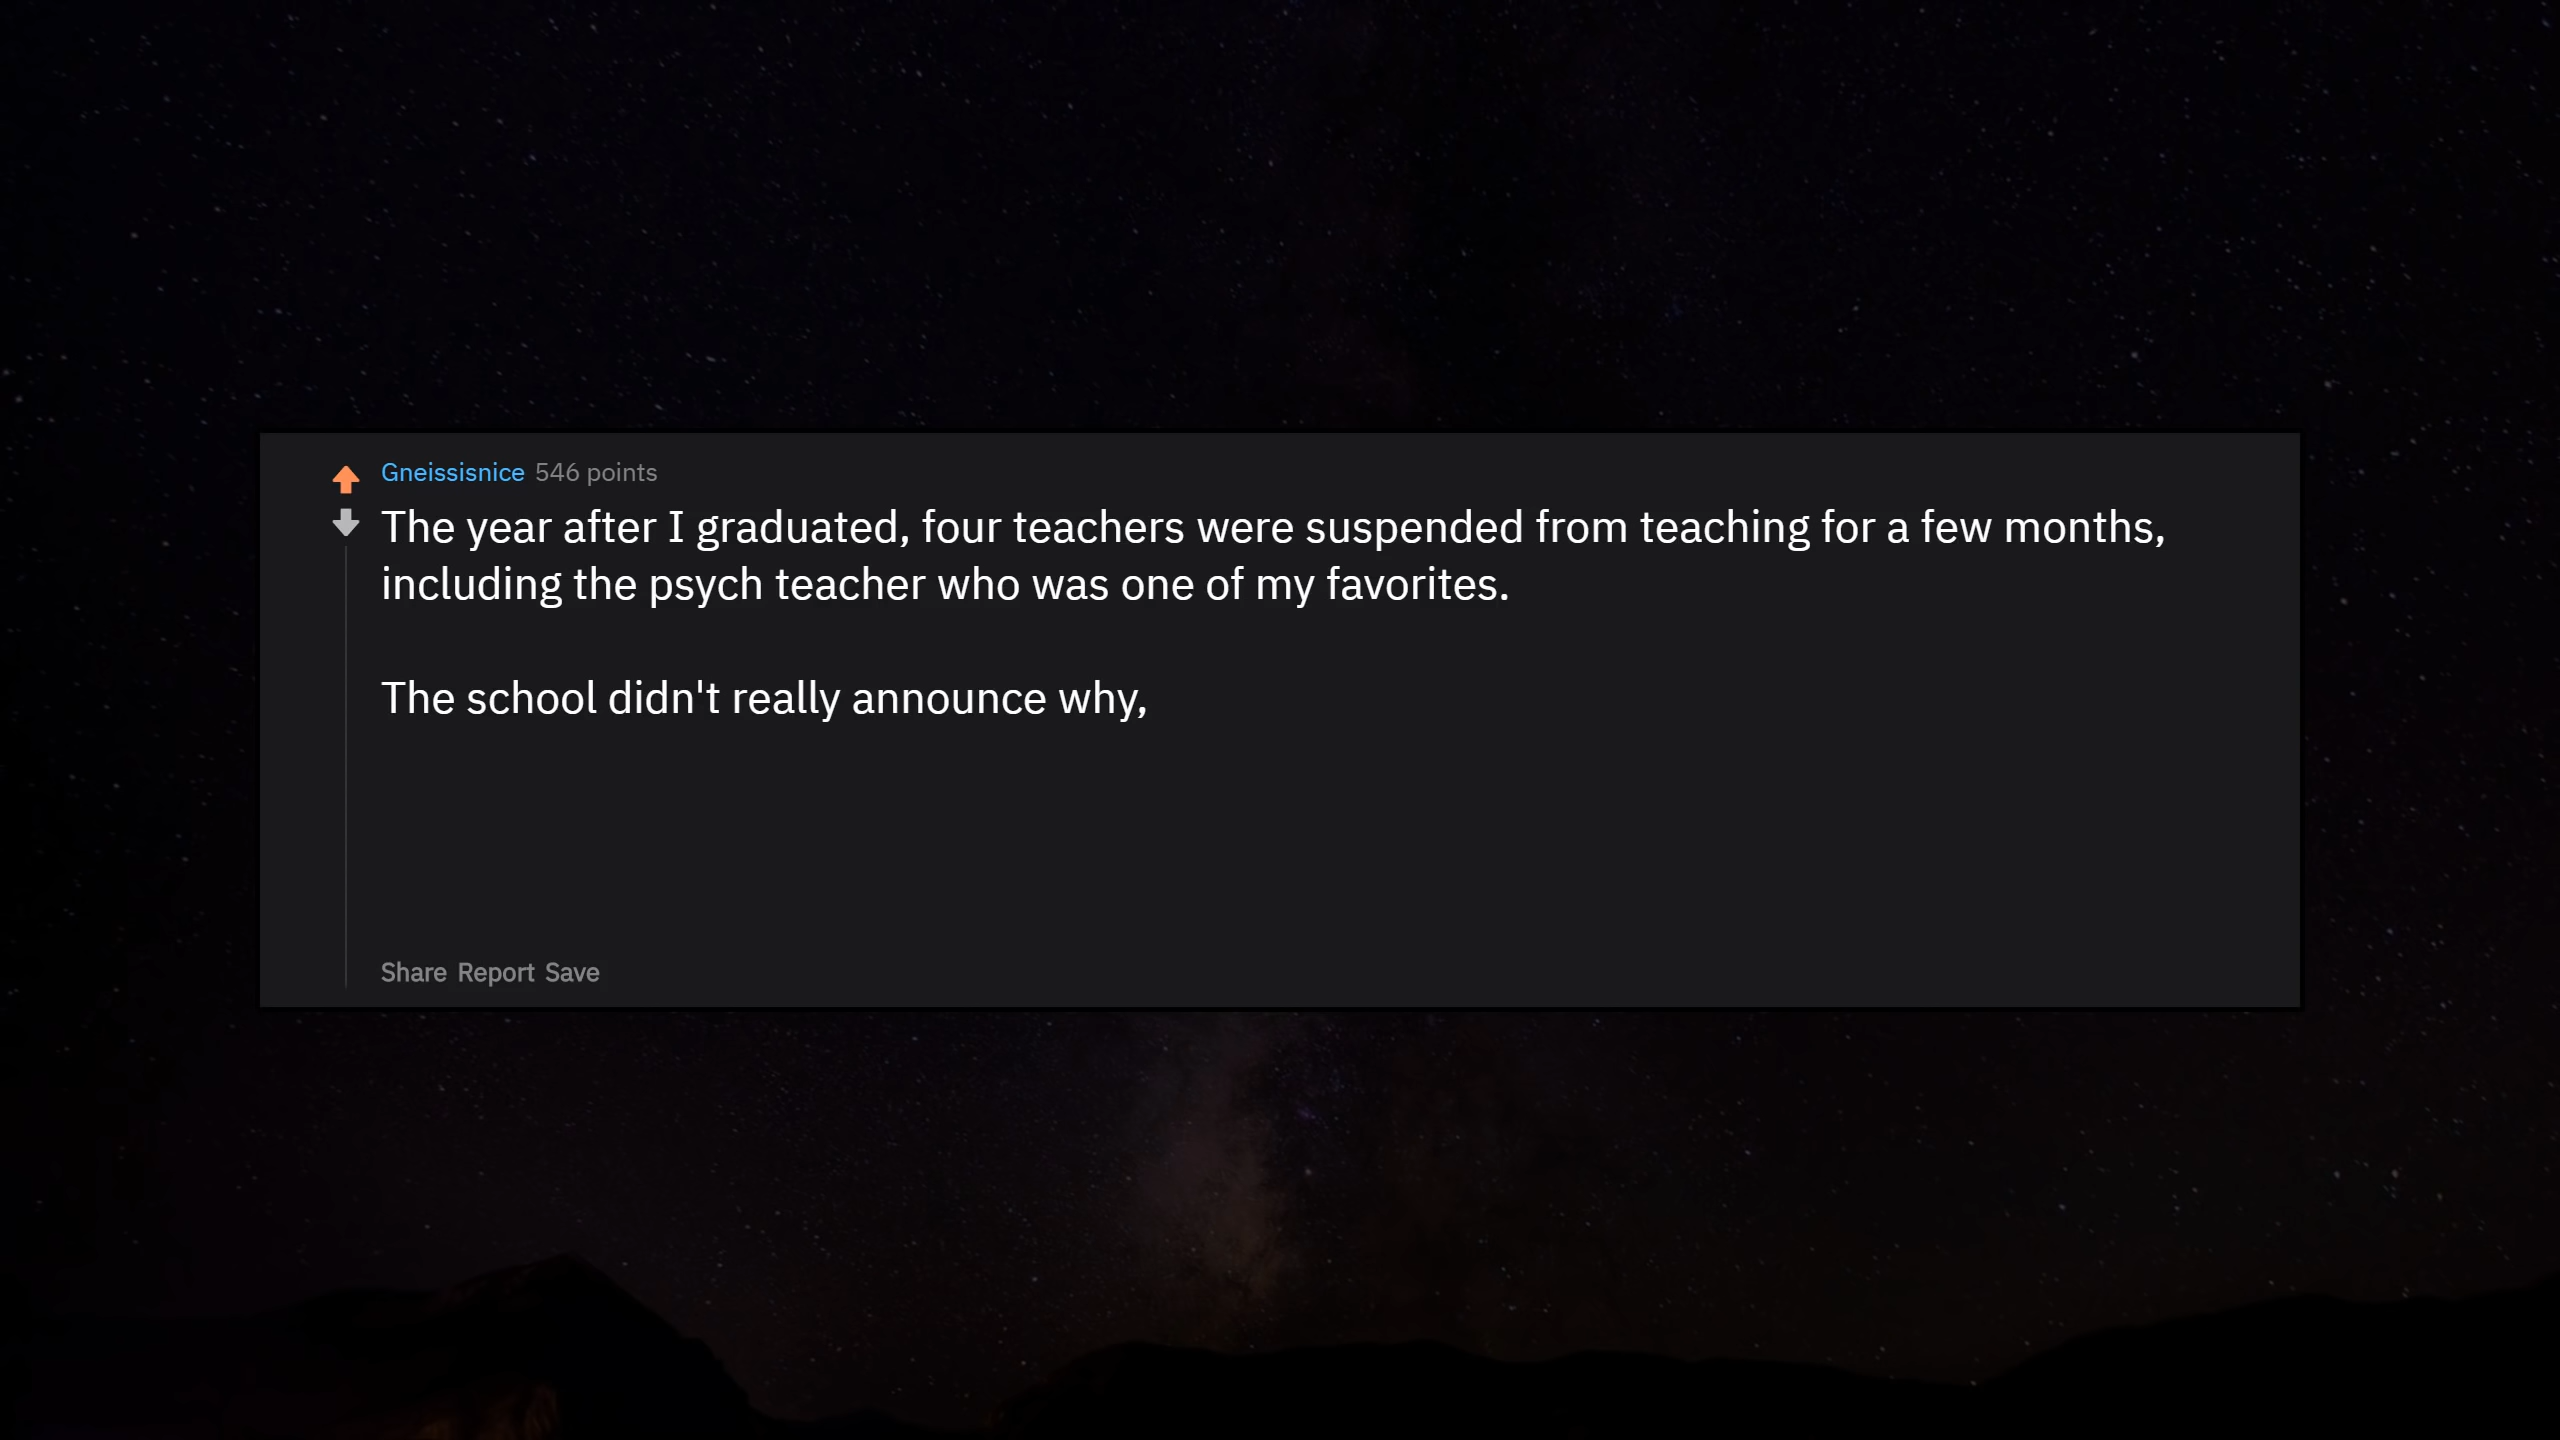 Gneissisnice 546 points
The year after I graduated, four teachers were suspended from teaching for a few months,
including the psych teacher who was one of my favorites.
The school didn't really announce why,
Share Report Save